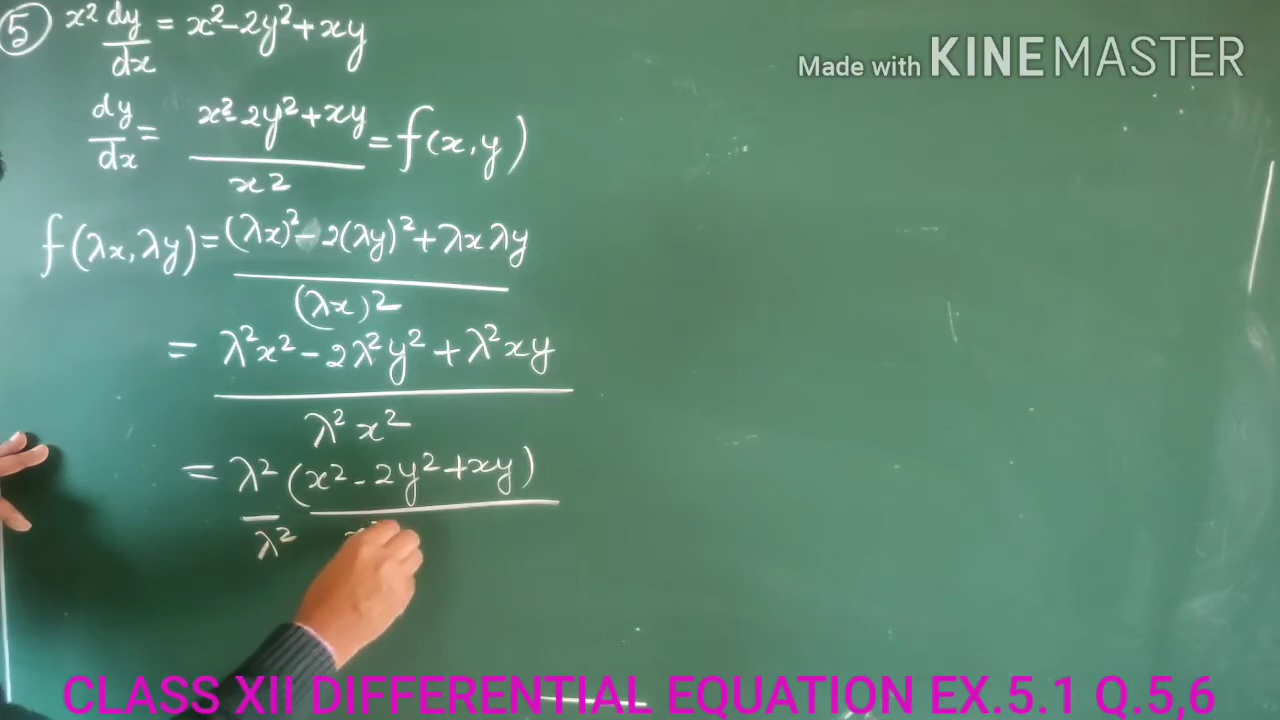 ⑤ x² dy/dx = x²-2y²+xy
Made with KINEMASTER
dy/dx = x²-2y²+xy / x² = f(x,y)
f(λx,λy) = (λx)²-2(λy)²+λxλy / (λx)²
= λ²x²-2λ²y²+λ²xy / λ²x²
= λ²/λ² (x²-2y²+xy)
CLASS XII DIFFERENTIAL EQUATION EX.5.1 Q.5,6